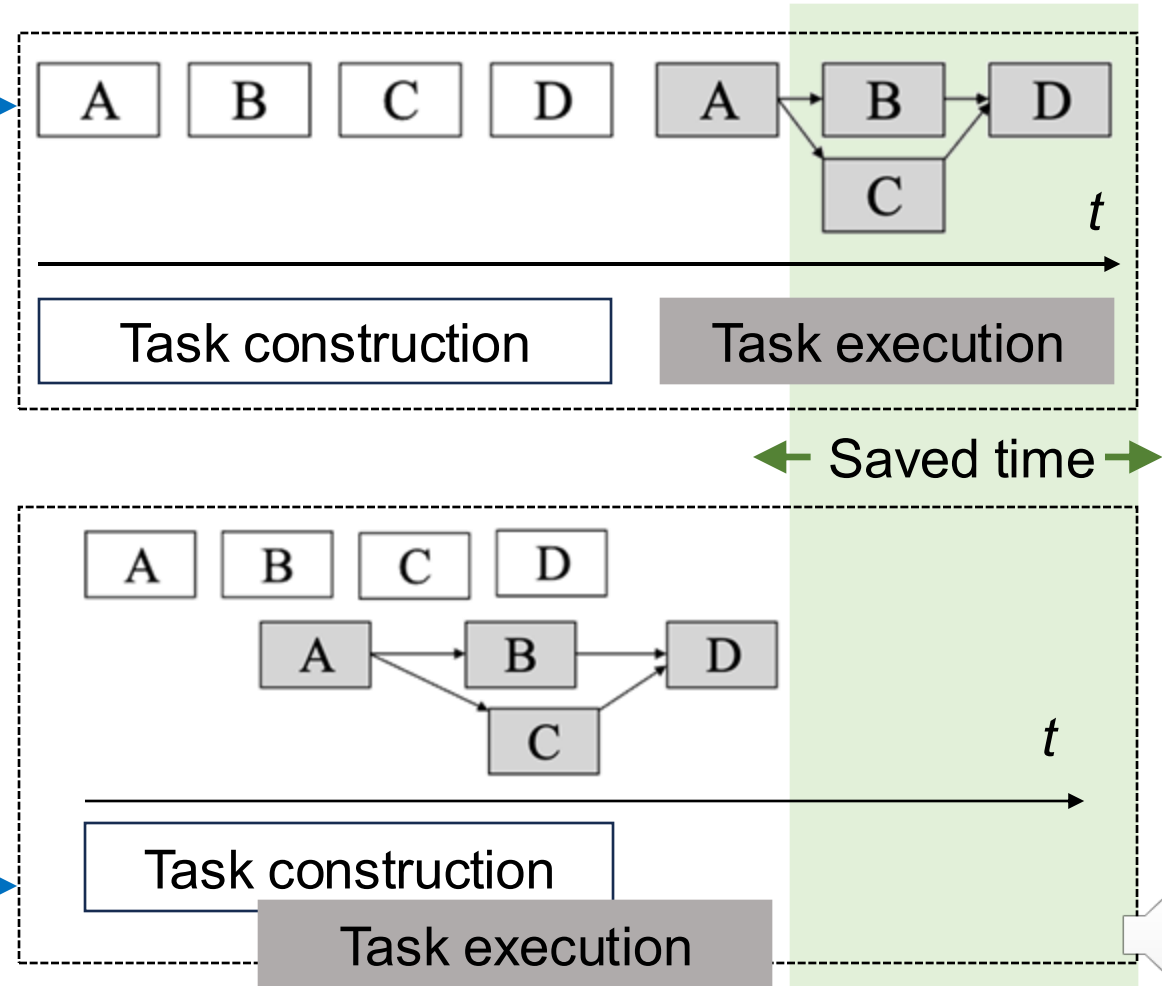 A B C D A B D
C
t
Task construction Task execution
Saved time
A B C D
A B D
C
t
Task construction
Task execution